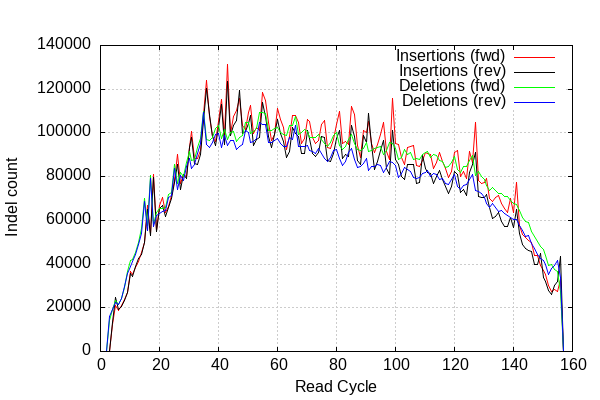 140000
120000
100000
80000
60000
40000
20000
0
Indel count
Insertions (fwd)
Insertions (rev)
Deletions (fwd)
Deletions (rev)
0 20 40 60 80 100 120 140 160
Read Cycle